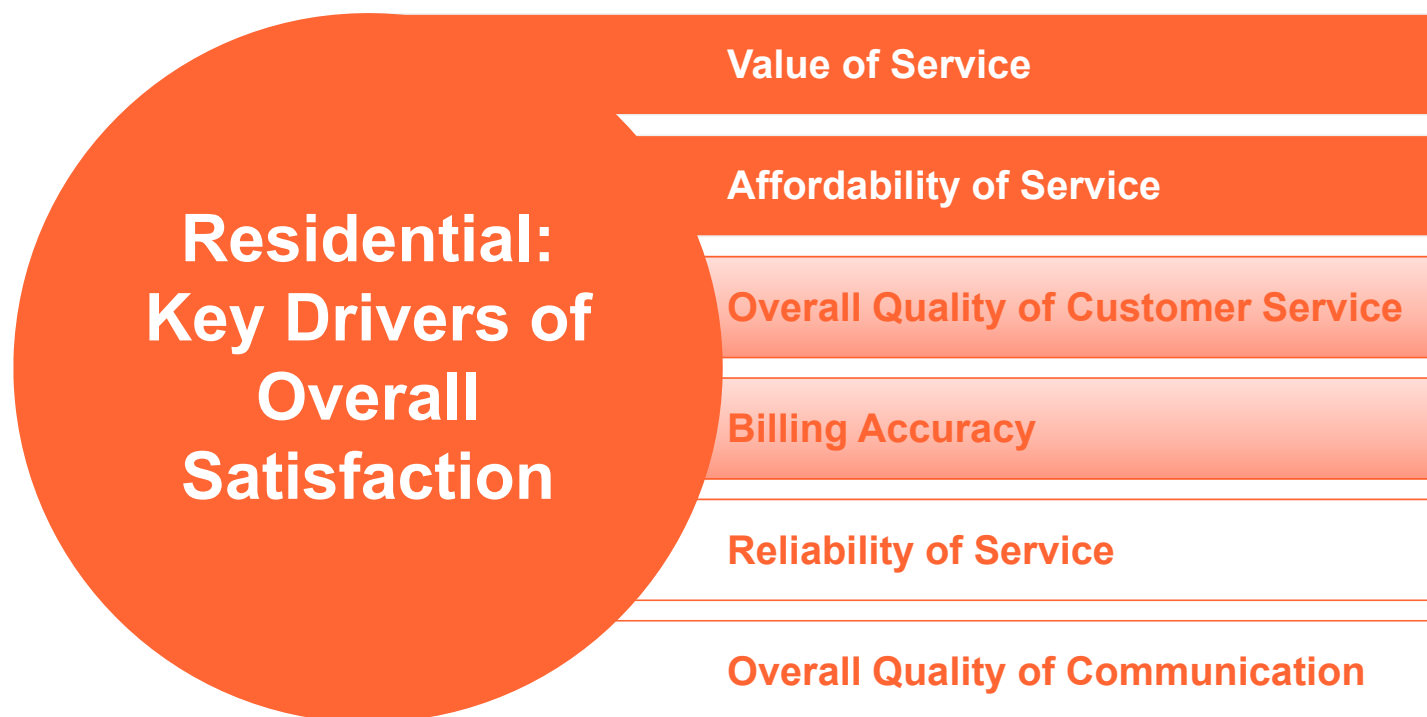 Residential:
Key Drivers of
Overall
Satisfaction
Value of Service
Affordability of Service
Overall Quality of Customer Service
Billing Accuracy
Reliability of Service
Overall Quality of Communication